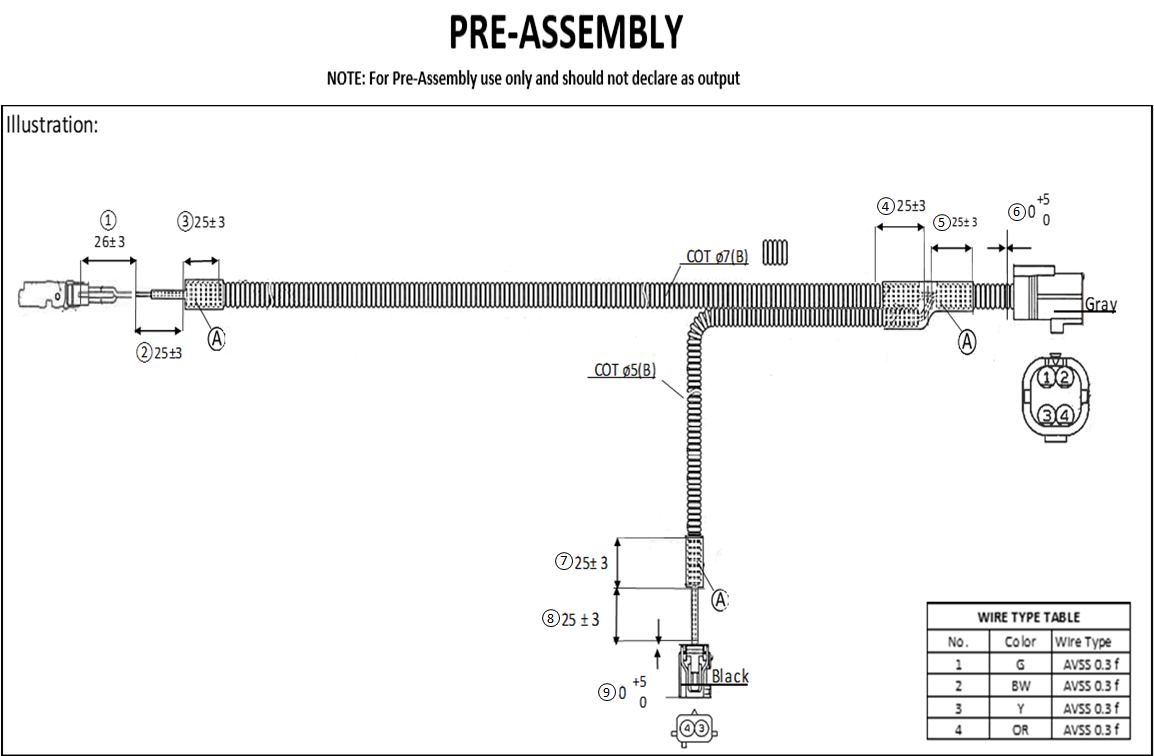 PRE-ASSEMBLY
NOTE: For Pre-Assembly use only and should not declare as output
Illustration:
① 26±3
② 25±3
③ 25±3
④ 25±3
⑤ 25±3
⑥ 0 +5 0
COT ø7(B)
Gray
A
A
1 2
3 4
COT ø5(B)
⑦ 25±3
A
⑧ 25±3
⑨ 0 +5 0
Black
4 3
WIRE TYPE TABLE
No. Color Wire Type
1 G AVSS 0.3 f
2 BW AVSS 0.3 f
3 Y AVSS 0.3 f
4 OR AVSS 0.3 f